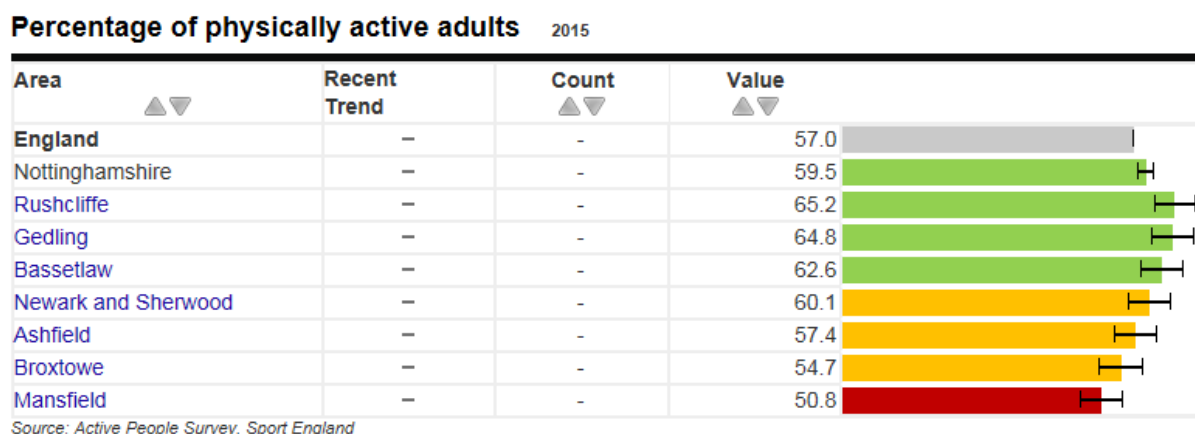 Percentage of physically active adults 2015
Area Recent Trend Count Value
England – - 57.0
Nottinghamshire – - 59.5
Rushcliffe – - 65.2
Gedling – - 64.8
Bassetlaw – - 62.6
Newark and Sherwood – - 60.1
Ashfield – - 57.4
Broxtowe – - 54.7
Mansfield – - 50.8
Source: Active People Survey, Sport England